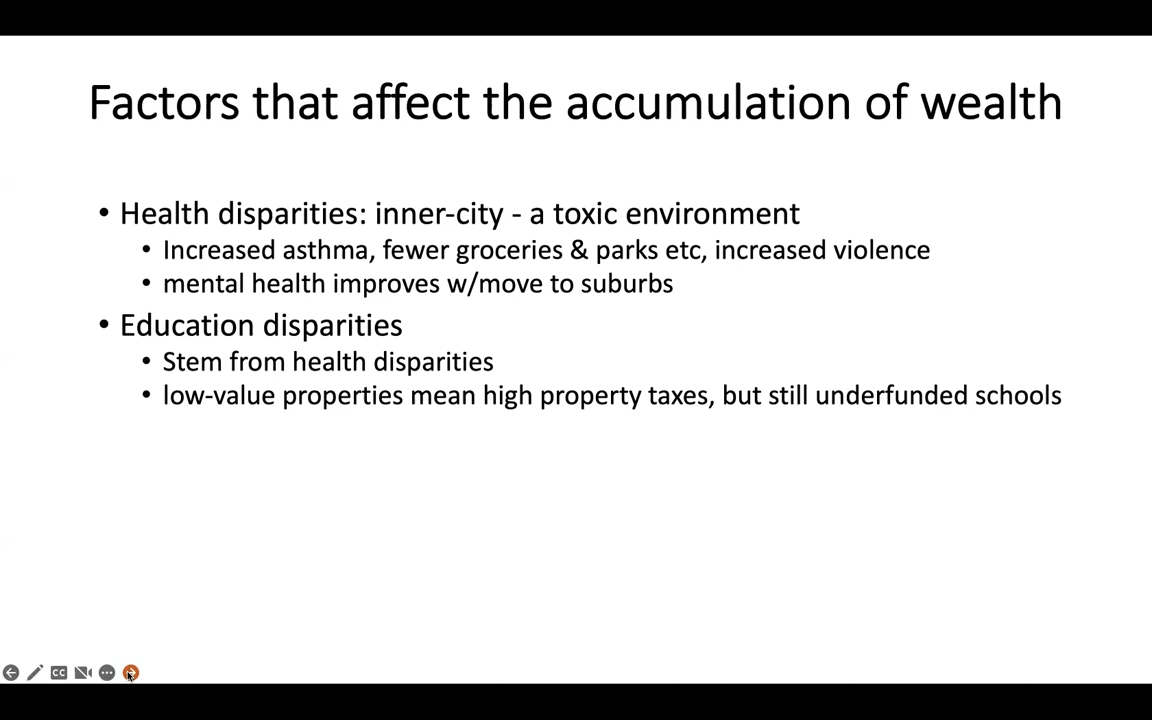 Factors that affect the accumulation of wealth
• Health disparities: inner-city - a toxic environment
• Increased asthma, fewer groceries & parks etc, increased violence
• mental health improves w/move to suburbs
• Education disparities
• Stem from health disparities
• low-value properties mean high property taxes, but still underfunded schools
CC